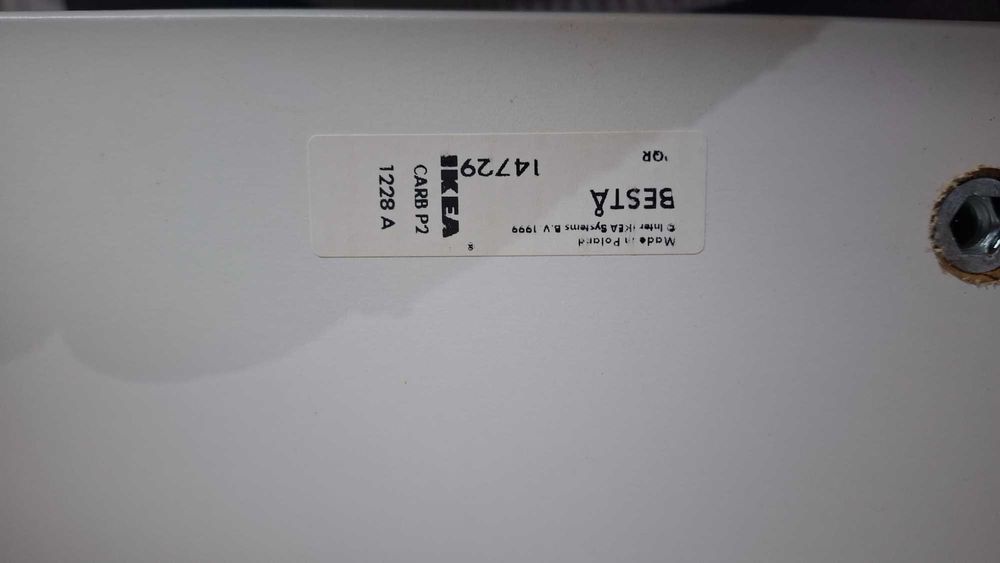 Made in Poland
© Inter IKEA Systems B.V. 1999
BESTÅ
14729
IKEA
®
CARB P2
1228 A